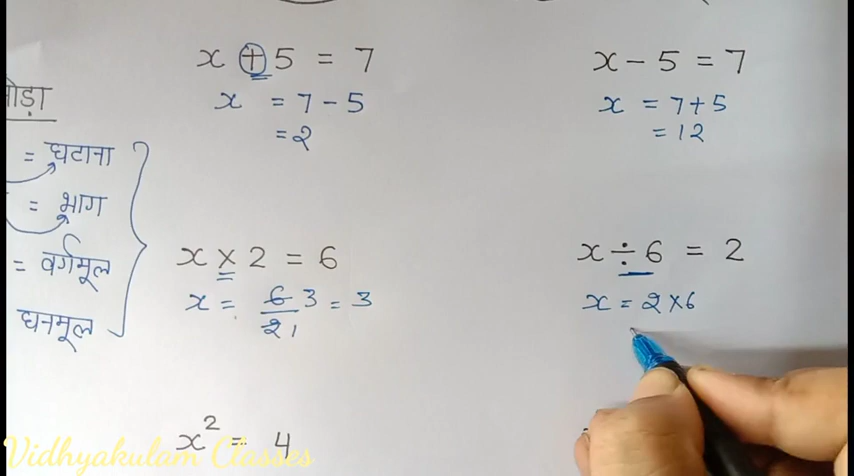 x + 5 = 7
x = 7 - 5
= 2
x - 5 = 7
x = 7 + 5
= 12
= घटाना
= भाग
= वर्गमूल
घनमूल
x × 2 = 6
x = 6/2 3/1 = 3
x ÷ 6 = 2
x = 2 × 6
x² = 4
Vidhyakulam Classes